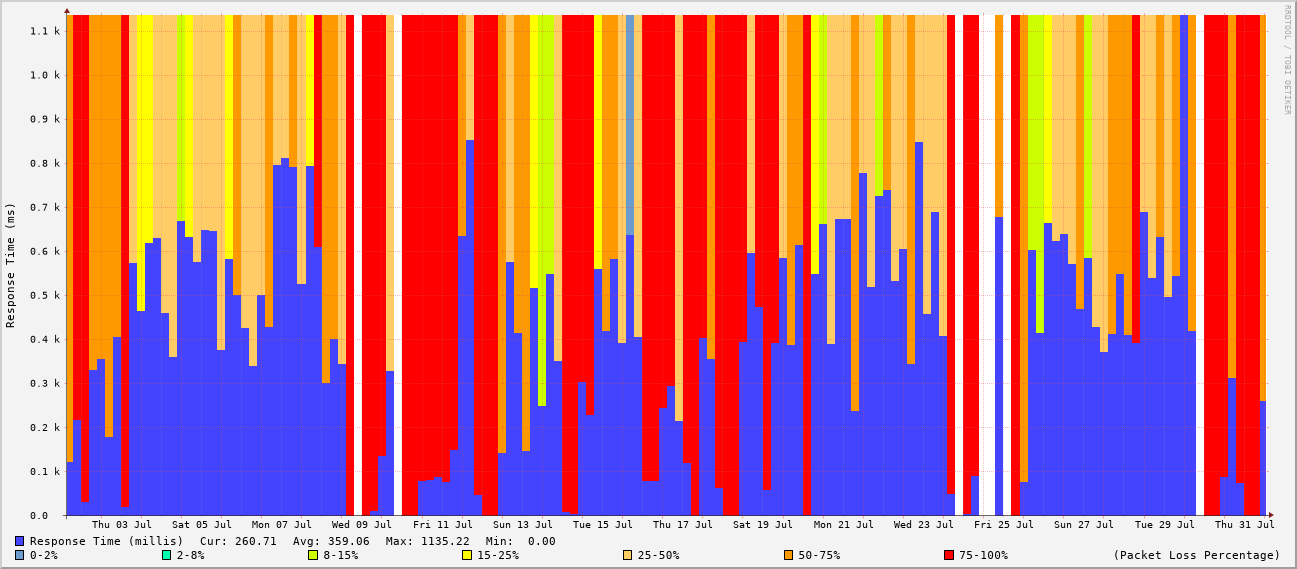 RRDTOOL / TOBI OETIKER
Response Time (ms)
1.1 k
1.0 k
0.9 k
0.8 k
0.7 k
0.6 k
0.5 k
0.4 k
0.3 k
0.2 k
0.1 k
0.0
Thu 03 Jul Sat 05 Jul Mon 07 Jul Wed 09 Jul Fri 11 Jul Sun 13 Jul Tue 15 Jul Thu 17 Jul Sat 19 Jul Mon 21 Jul Wed 23 Jul Fri 25 Jul Sun 27 Jul Tue 29 Jul Thu 31 Jul
Response Time (millis) Cur: 260.71 Avg: 359.06 Max: 1135.22 Min: 0.00
0-2% 2-8% 8-15% 15-25% 25-50% 50-75% 75-100% (Packet Loss Percentage)